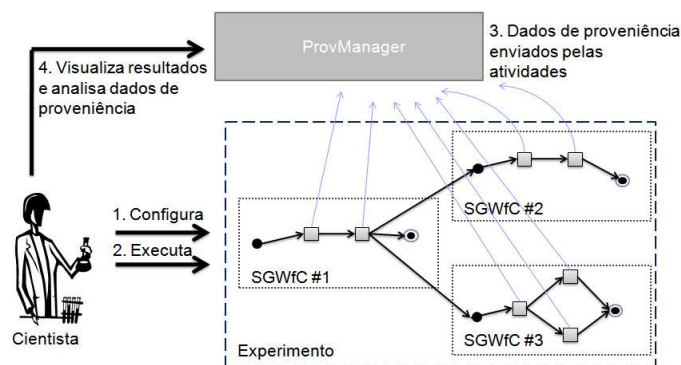 ProvManager
3. Dados de proveniência
enviados pelas
atividades
4. Visualiza resultados
e analisa dados de
proveniência
1. Configura
2. Executa
SGWfC #2
SGWfC #1
SGWfC #3
Cientista
Experimento